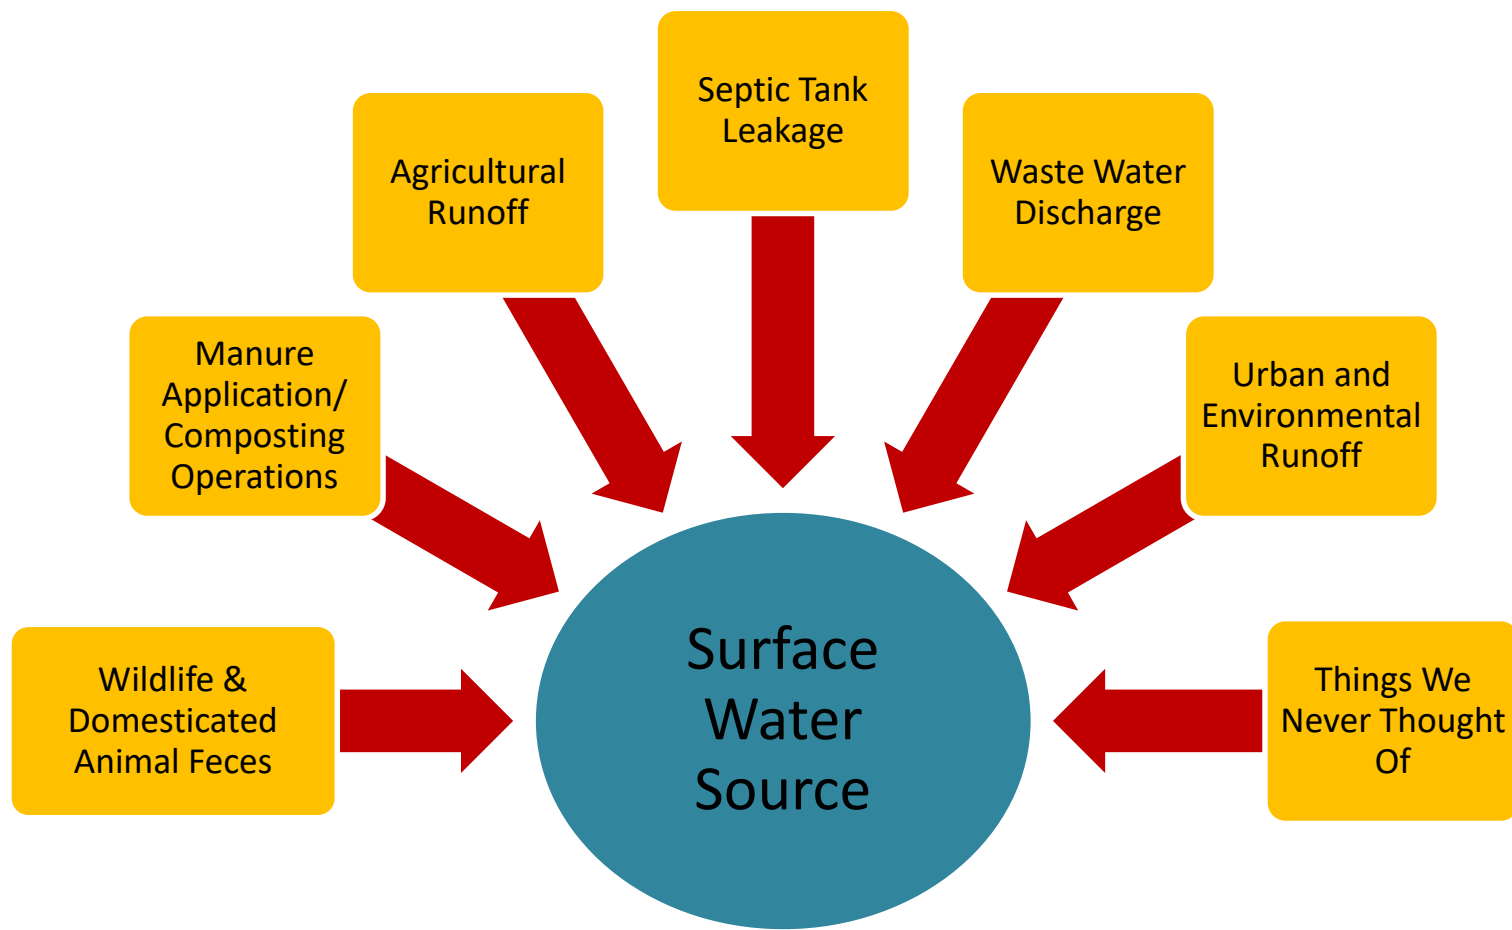 Septic Tank
Leakage
Agricultural
Runoff
Waste Water
Discharge
Manure
Application/
Composting
Operations
Urban and
Environmental
Runoff
Wildlife &
Domesticated
Animal Feces
Surface
Water
Source
Things We
Never Thought
Of